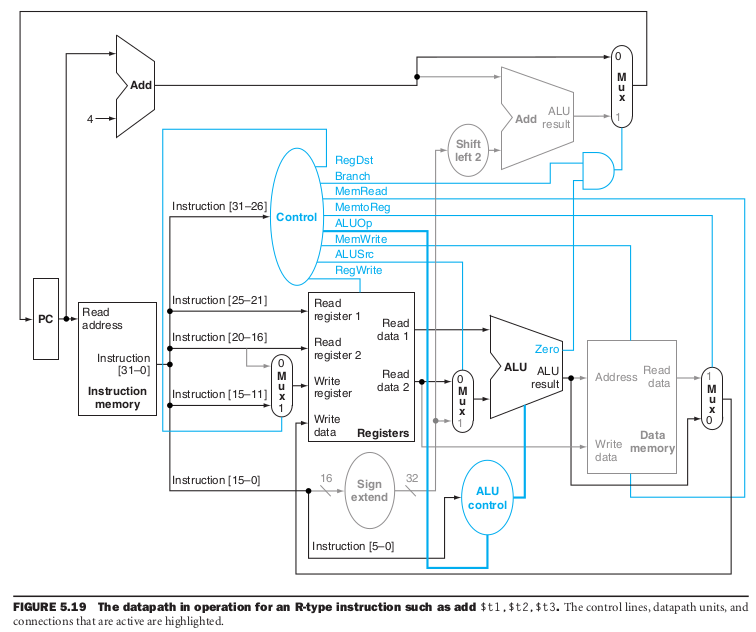 0
M
u
x
1
Add
Add
ALU
result
4
Shift
left 2
RegDst
Branch
MemRead
MemtoReg
ALUOp
MemWrite
ALUSrc
RegWrite
Control
Instruction [31–26]
PC
Read
address
Instruction
[31–0]
Instruction
memory
Instruction [25–21]
Instruction [20–16]
Instruction [15–11]
0
M
u
x
1
Read
register 1
Read
register 2
Write
register
Write
data
Read
data 1
Read
data 2
Registers
0
M
u
x
1
Zero
ALU
ALU
result
Address
Read
data
Write
data
Data
memory
1
M
u
x
0
Instruction [15–0]
16
Sign
extend
32
ALU
control
Instruction [5–0]
FIGURE 5.19 The datapath in operation for an R-type instruction such as add $t1,$t2,$t3. The control lines, datapath units, and
connections that are active are highlighted.